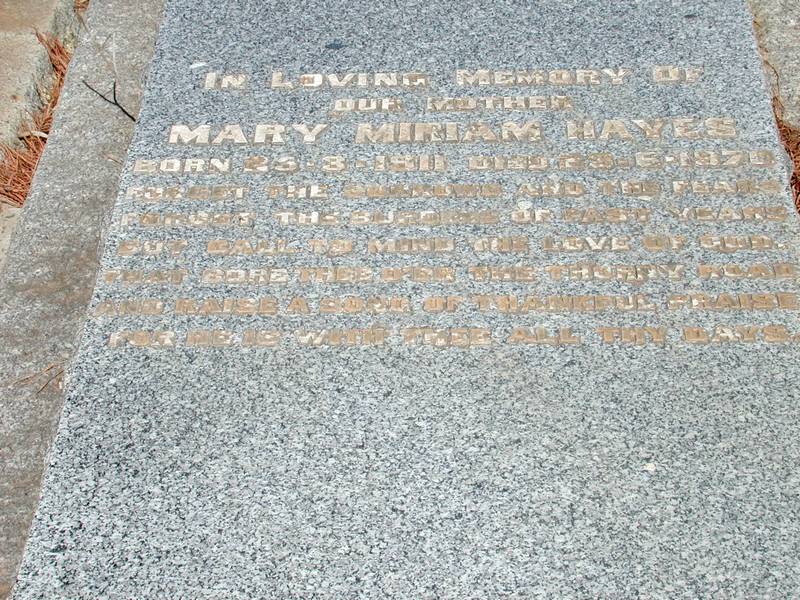 IN LOVING MEMORY OF
OUR MOTHER
MARY MIRIAM HAYES
BORN 23-3-1911 DIED 23-6-1979
FORGET THE SHADOWS AND THE FEARS
FORGET THE BURDENS OF PAST YEARS
BUT CALL TO MIND THE LOVE OF GOD.
THAT BORE THEE O'ER THE THORNY ROAD
AND RAISE A SONG OF THANKFUL PRAISE
FOR HE IS WITH THEE ALL THY DAYS.